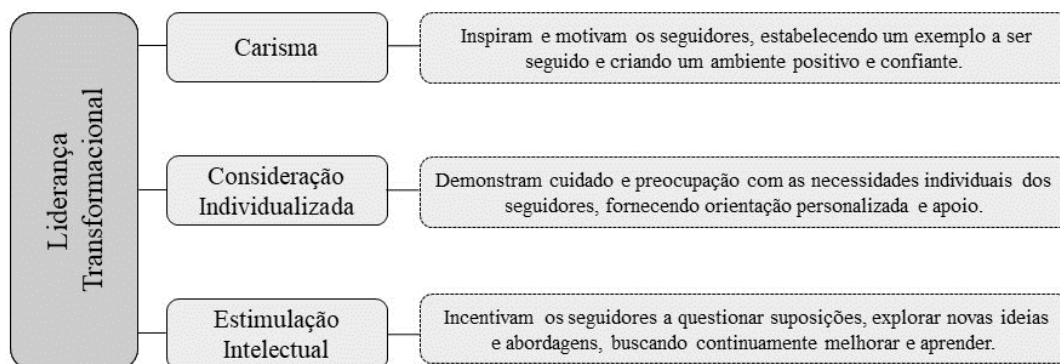 Liderança
Transformacional
Carisma
Inspiram e motivam os seguidores, estabelecendo um exemplo a ser
seguido e criando um ambiente positivo e confiante.
Consideração
Individualizada
Demonstram cuidado e preocupação com as necessidades individuais dos
seguidores, fornecendo orientação personalizada e apoio.
Estimulação
Intelectual
Incentivam os seguidores a questionar suposições, explorar novas ideias
e abordagens, buscando continuamente melhorar e aprender.